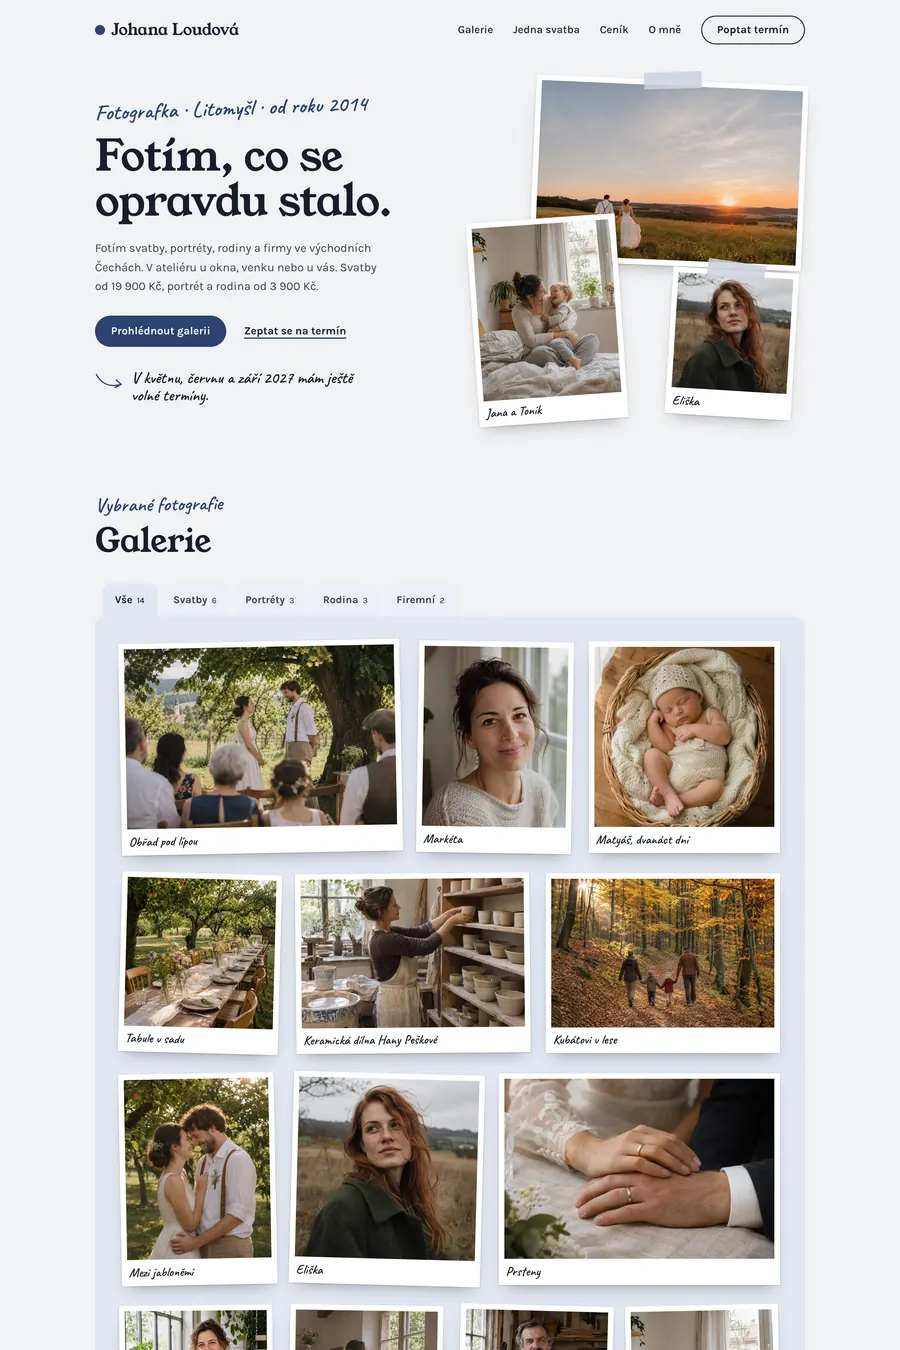 Johana Loudová
Galerie
Jedna svatba
Ceník
O mně
Poptat termín
Fotografka · Litomyšl · od roku 2014
Fotím, co se
opravdu stalo.
Fotím svatby, portréty, rodiny a firmy ve východních
Čechách. V ateliéru u okna, venku nebo u vás. Svatby
od 19 900 Kč, portrét a rodina od 3 900 Kč.
Prohlédnout galerii
Zeptat se na termín
V květnu, červnu a září 2027 mám ještě
volné termíny.
Jana a Toník
Eliška
Vybrané fotografie
Galerie
Vše 14
Svatby 6
Portréty 3
Rodina 3
Firemní 2
Obřad pod lípou
Markéta
Matyáš, dvanáct dní
Tabule v sadu
Keramická dílna Hany Peškové
Kubátovi v lese
Mezi jabloněmi
Eliška
Prsteny